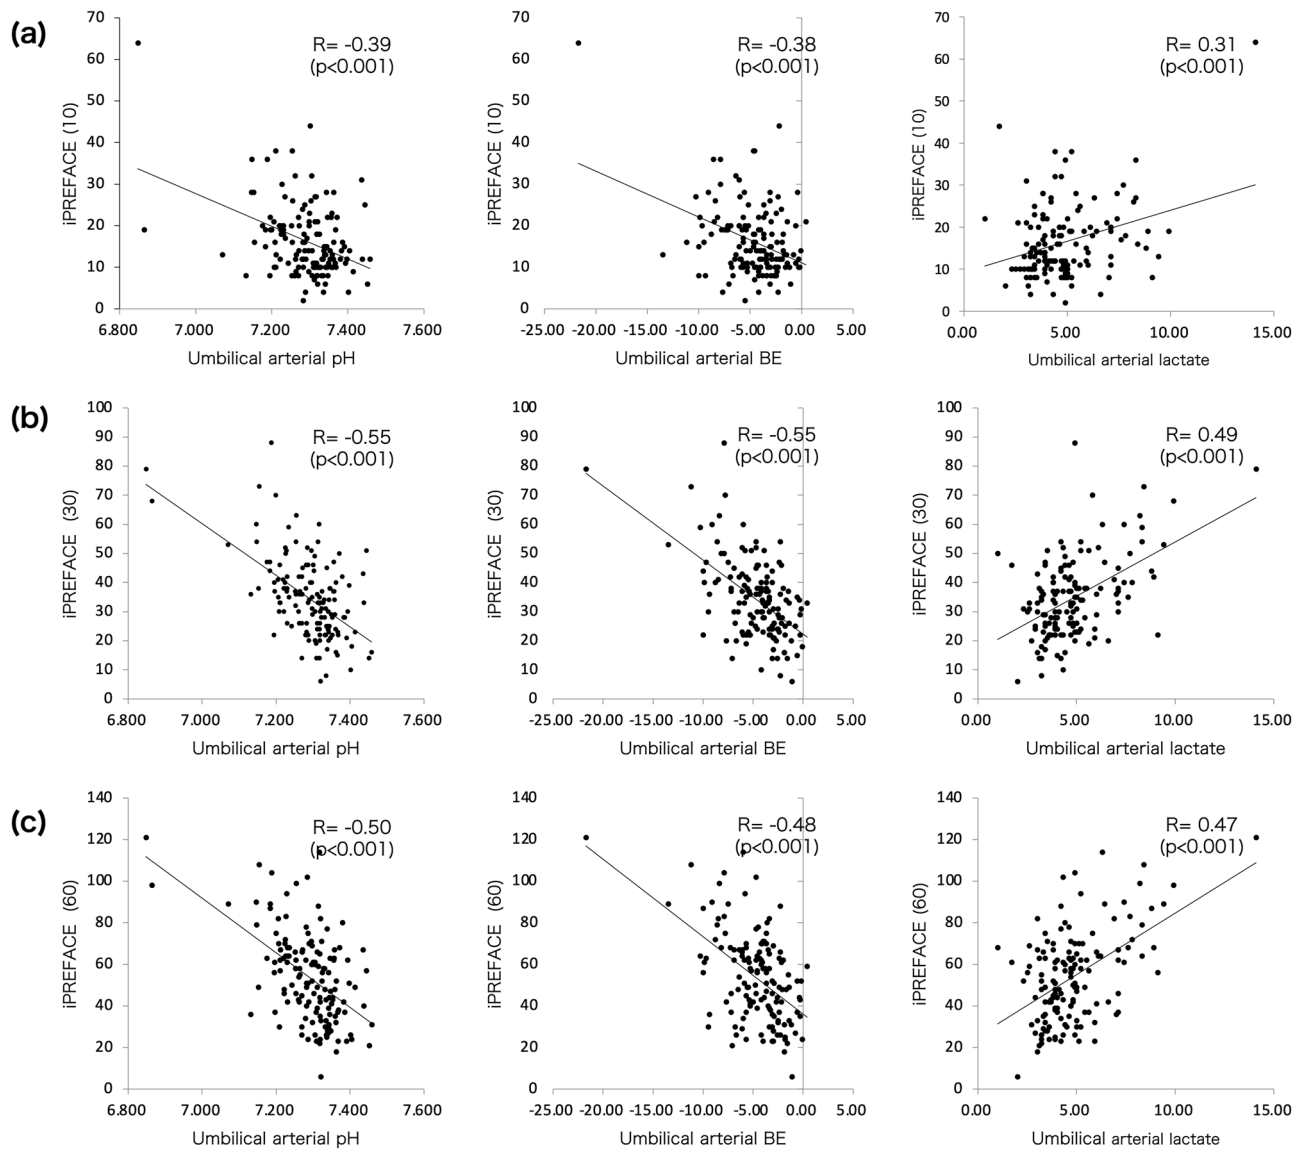 (a)
70
60
50
40
30
20
10
0
iPREFACE (10)
R= -0.39
(p<0.001)
6.800 7.000 7.200 7.400 7.600
Umbilical arterial pH
70
60
50
40
30
20
10
0
iPREFACE (10)
R= -0.38
(p<0.001)
-25.00 -20.00 -15.00 -10.00 -5.00 0.00 5.00
Umbilical arterial BE
70
60
50
40
30
20
10
0
iPREFACE (10)
R= 0.31
(p<0.001)
0.00 5.00 10.00 15.00
Umbilical arterial lactate
(b)
100
90
80
70
60
50
40
30
20
10
0
iPREFACE (30)
R= -0.55
(p<0.001)
6.800 7.000 7.200 7.400 7.600
Umbilical arterial pH
100
90
80
70
60
50
40
30
20
10
0
iPREFACE (30)
R= -0.55
(p<0.001)
-25.00 -20.00 -15.00 -10.00 -5.00 0.00 5.00
Umbilical arterial BE
100
90
80
70
60
50
40
30
20
10
0
iPREFACE (30)
R= 0.49
(p<0.001)
0.00 5.00 10.00 15.00
Umbilical arterial lactate
(c)
140
120
100
80
60
40
20
0
iPREFACE (60)
R= -0.50
(p<0.001)
6.800 7.000 7.200 7.400 7.600
Umbilical arterial pH
140
120
100
80
60
40
20
0
iPREFACE (60)
R= -0.48
(p<0.001)
-25.00 -20.00 -15.00 -10.00 -5.00 0.00 5.00
Umbilical arterial BE
140
120
100
80
60
40
20
0
iPREFACE (60)
R= 0.47
(p<0.001)
0.00 5.00 10.00 15.00
Umbilical arterial lactate